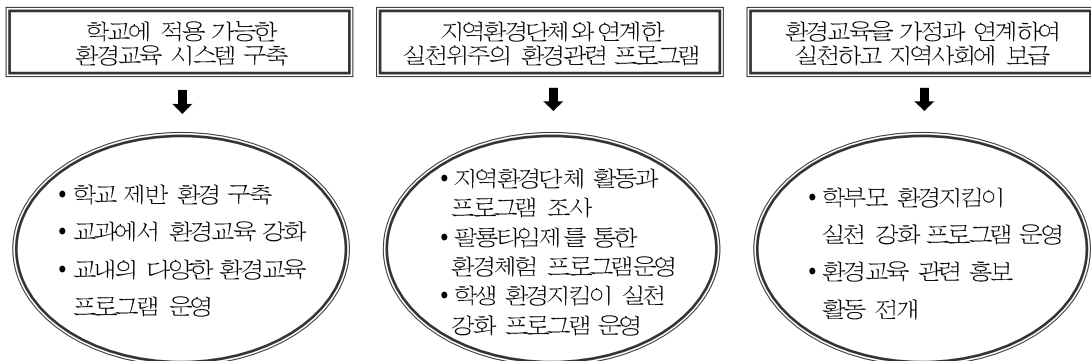 학교에 적용 가능한
환경교육 시스템 구축
지역환경단체와 연계한
실천위주의 환경관련 프로그램
환경교육을 가정과 연계하여
실천하고 지역사회에 보급
• 학교 제반 환경 구축
• 교과에서 환경교육 강화
• 교내의 다양한 환경교육
프로그램 운영
• 지역환경단체 활동과
프로그램 조사
• 팔룡타임제를 통한
환경체험 프로그램운영
• 학생 환경지킴이 실천
강화 프로그램 운영
• 학부모 환경지킴이
실천 강화 프로그램 운영
• 환경교육 관련 홍보
활동 전개